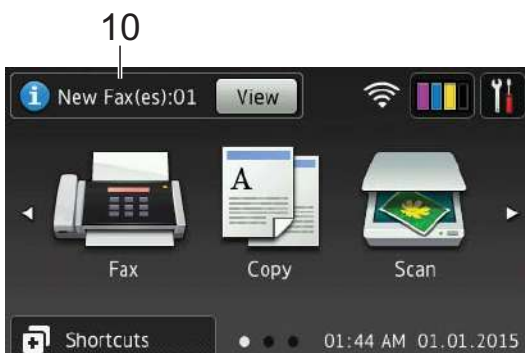 10
New Fax(es):01 View
A
Fax Copy Scan
Shortcuts 01:44 AM 01.01.2015